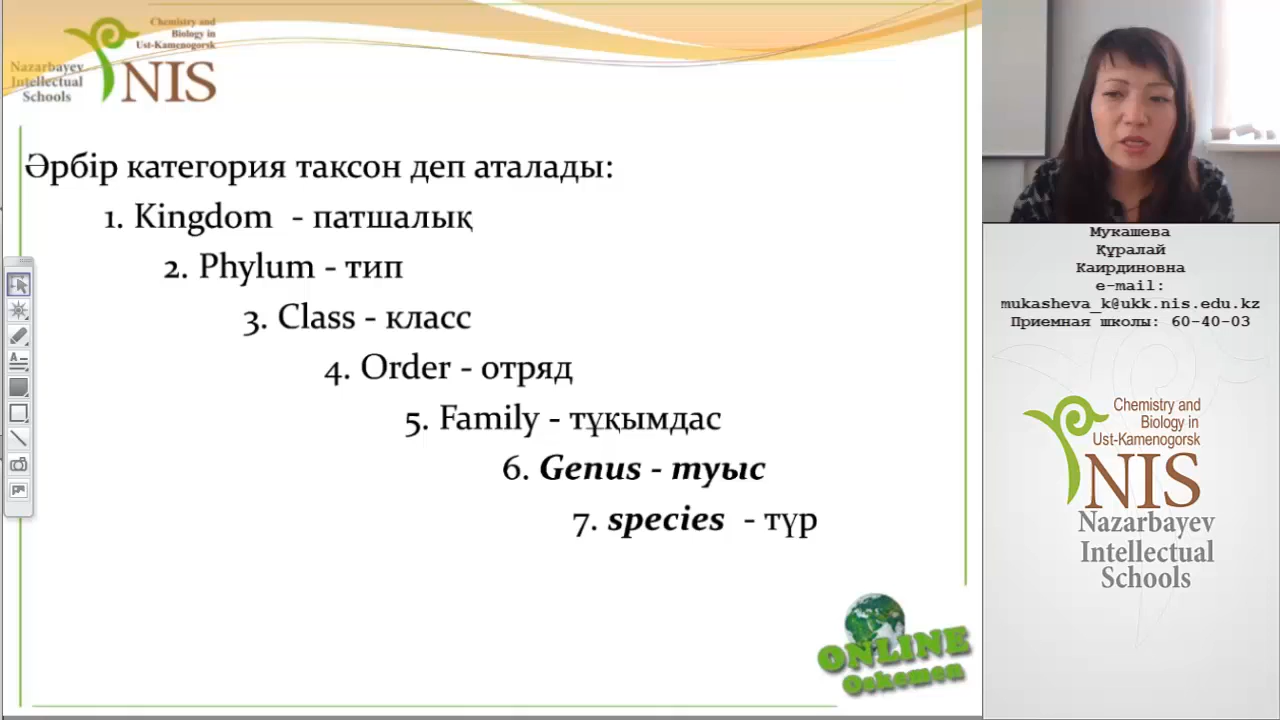 Chemistry and
Biology in
Ust-Kamenogorsk
Nazarbayev
Intellectual
Schools
NIS
Әрбір категория таксон деп аталады:
1. Kingdom - патшалық
2. Phylum - тип
3. Class - класс
4. Order - отряд
5. Family - тұқымдас
6. Genus - туыс
7. species - түр
ONLINE
Оскемен
Мукашева
Құралай
Каирдиновна
e-mail:
mukasheva_k@ukk.nis.edu.kz
Приемная школы: 60-40-03
Chemistry and
Biology in
Ust-Kamenogorsk
NIS
Nazarbayev
Intellectual
Schools